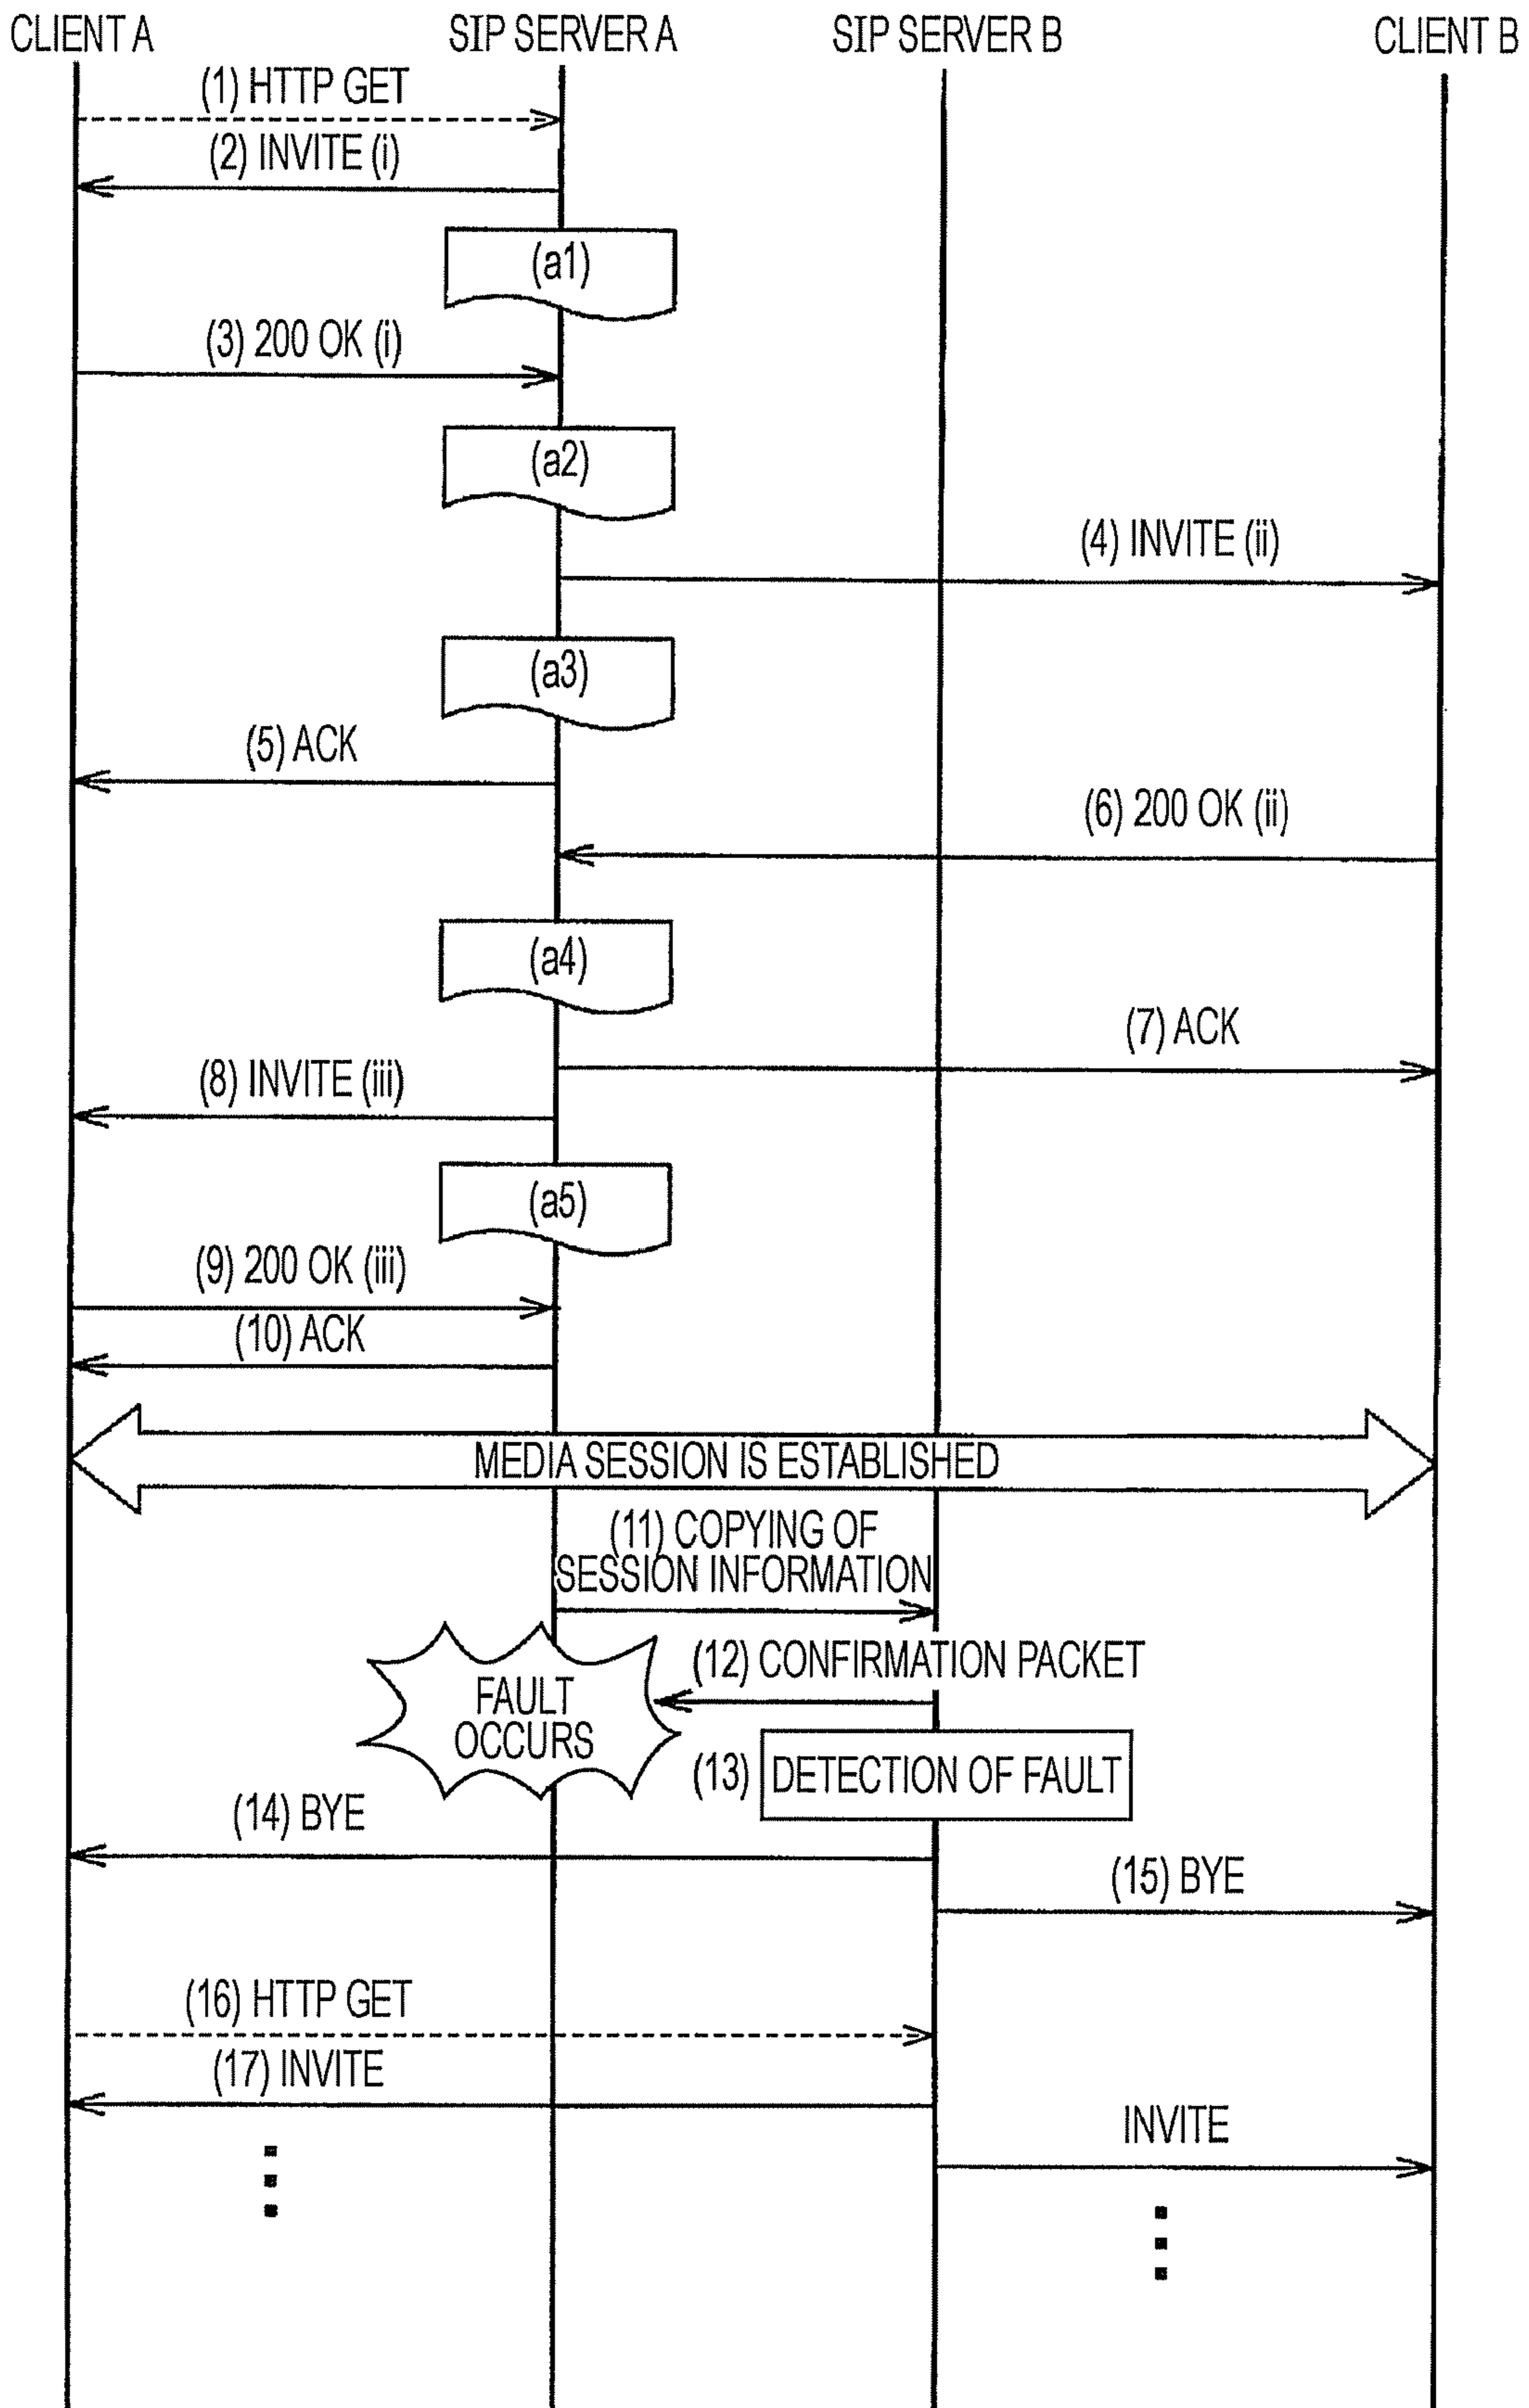 CLIENT A
SIP SERVER A
SIP SERVER B
CLIENT B
(1) HTTP GET
(2) INVITE (i)
(a1)
(3) 200 OK (i)
(a2)
(4) INVITE (ii)
(a3)
(5) ACK
(6) 200 OK (ii)
(a4)
(7) ACK
(8) INVITE (iii)
(a5)
(9) 200 OK (iii)
(10) ACK
MEDIA SESSION IS ESTABLISHED
(11) COPYING OF
SESSION INFORMATION
(12) CONFIRMATION PACKET
FAULT
OCCURS
(13) DETECTION OF FAULT
(14) BYE
(15) BYE
(16) HTTP GET
(17) INVITE
INVITE